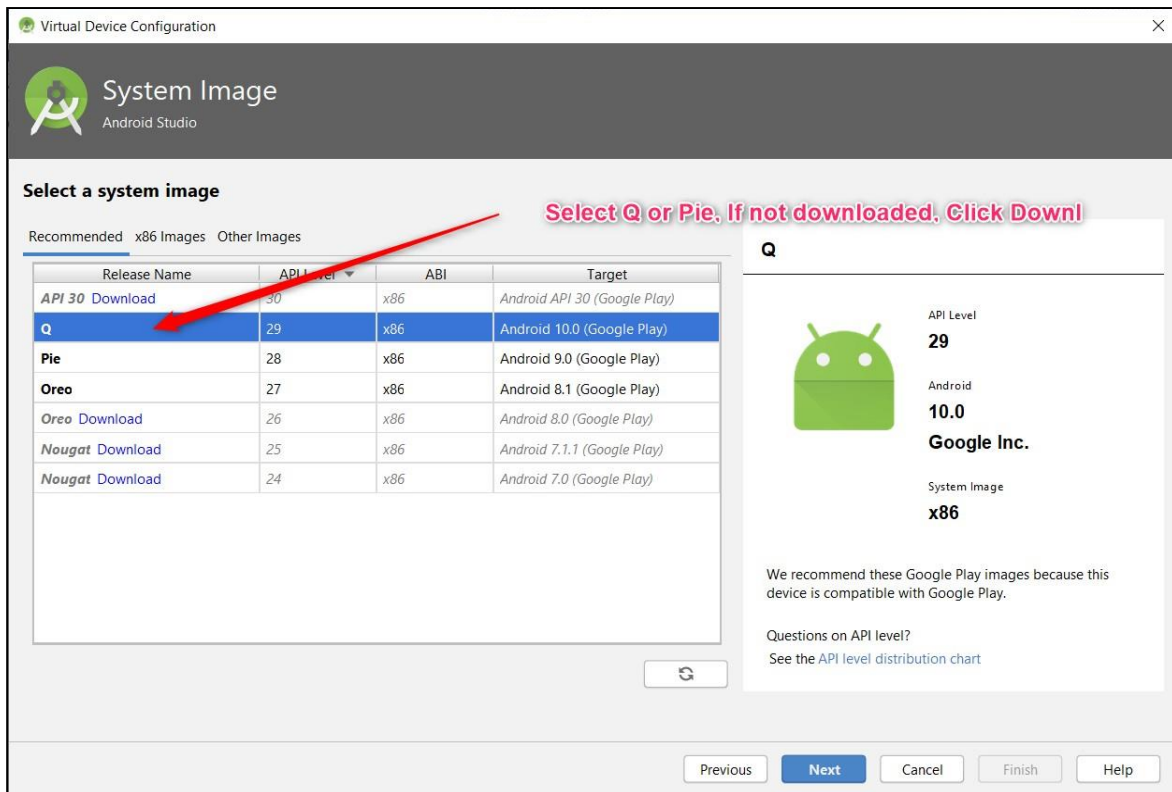 Virtual Device Configuration
System Image
Android Studio
Select a system image
Select Q or Pie, If not downloaded, Click Downl
Recommended x86 Images Other Images
Release Name API Level ABI Target
API 30 Download 30 x86 Android API 30 (Google Play)
Q 29 x86 Android 10.0 (Google Play)
Pie 28 x86 Android 9.0 (Google Play)
Oreo 27 x86 Android 8.1 (Google Play)
Oreo Download 26 x86 Android 8.0 (Google Play)
Nougat Download 25 x86 Android 7.1.1 (Google Play)
Nougat Download 24 x86 Android 7.0 (Google Play)
Q
API Level
29
Android
10.0
Google Inc.
System Image
x86
We recommend these Google Play images because this
device is compatible with Google Play.
Questions on API level?
See the API level distribution chart
Previous Next Cancel Finish Help